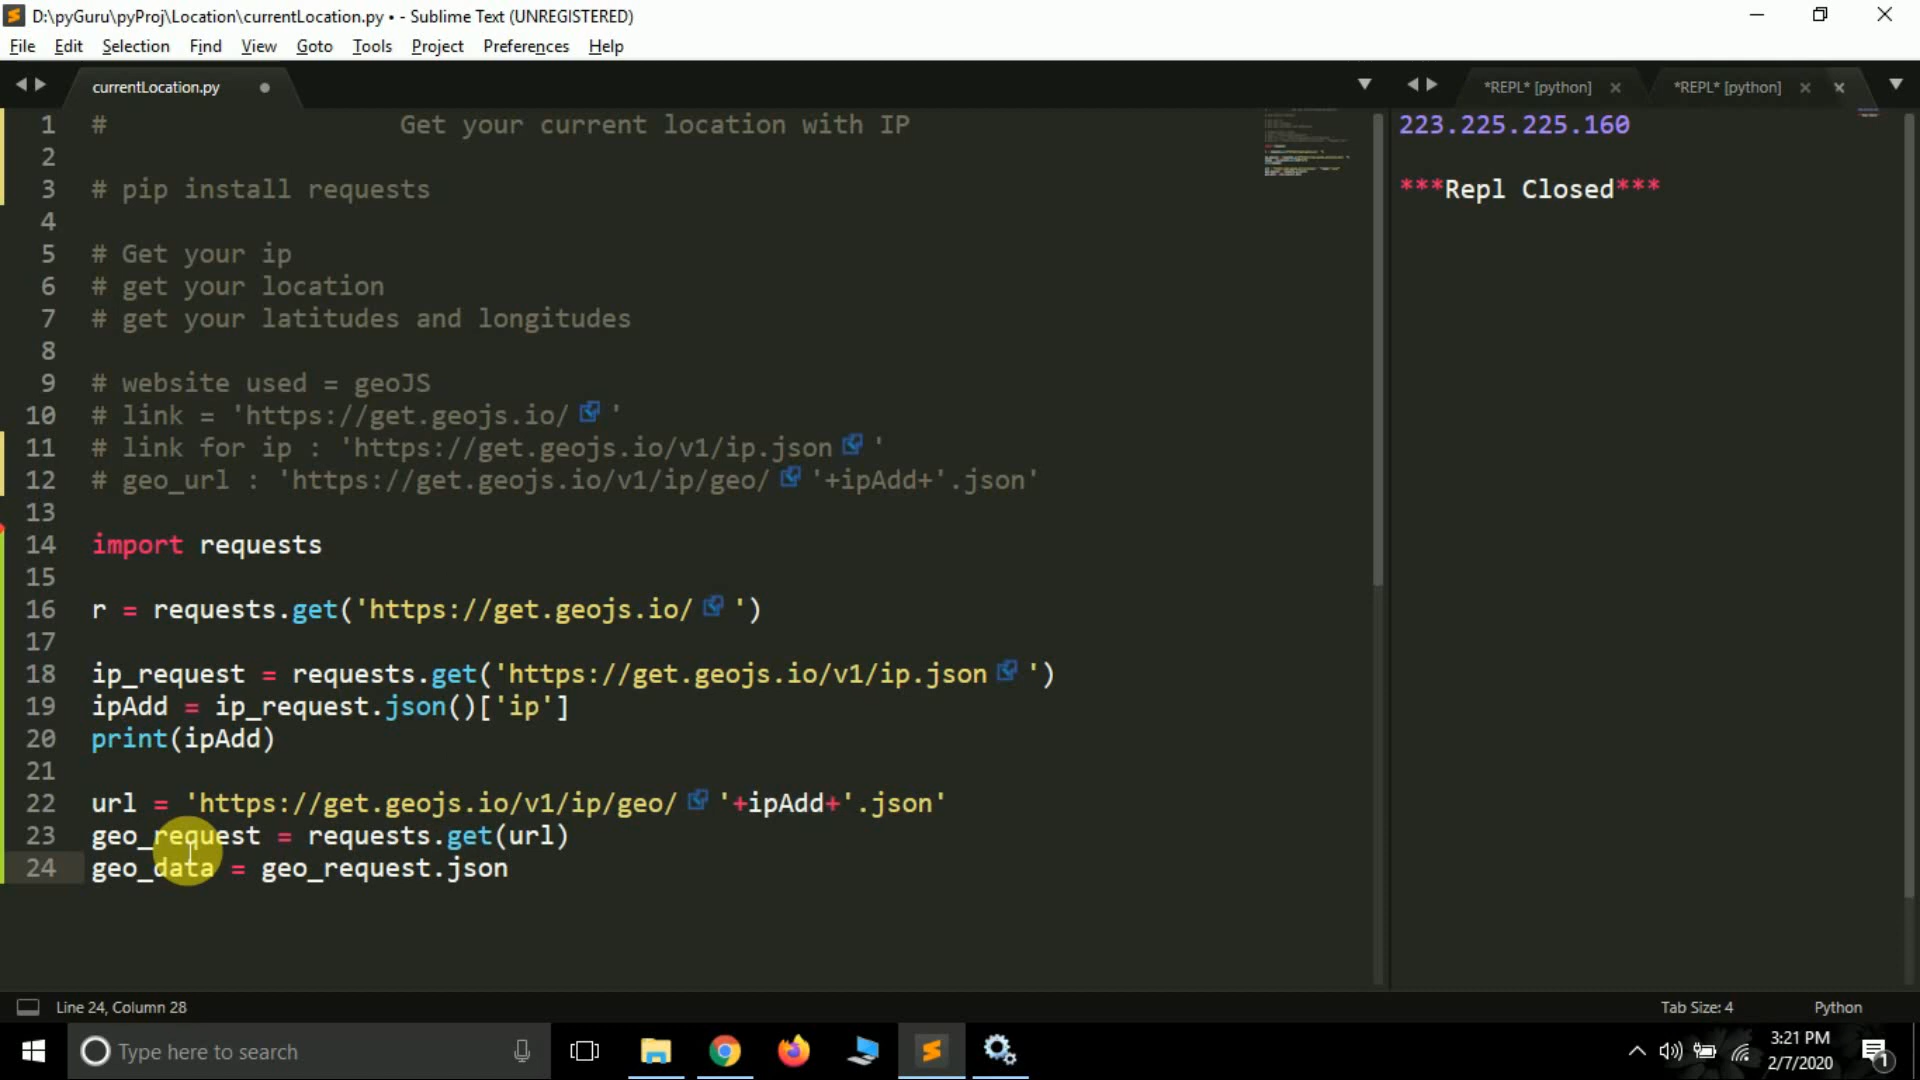 D:\pyGuru\pyProj\Location\currentLocation.py • - Sublime Text (UNREGISTERED)
File Edit Selection Find View Goto Tools Project Preferences Help
currentLocation.py
*REPL* [python]
*REPL* [python]
1 # Get your current location with IP
2
3 # pip install requests
4
5 # Get your ip
6 # get your location
7 # get your latitudes and longitudes
8
9 # website used = geoJS
10 # link = 'https://get.geojs.io/ '
11 # link for ip : 'https://get.geojs.io/v1/ip.json '
12 # geo_url : 'https://get.geojs.io/v1/ip/geo/ '+ipAdd+'.json'
13
14 import requests
15
16 r = requests.get('https://get.geojs.io/ ')
17
18 ip_request = requests.get('https://get.geojs.io/v1/ip.json ')
19 ipAdd = ip_request.json()['ip']
20 print(ipAdd)
21
22 url = 'https://get.geojs.io/v1/ip/geo/ '+ipAdd+'.json'
23 geo_request = requests.get(url)
24 geo_data = geo_request.json
223.225.225.160
***Repl Closed***
Line 24, Column 28
Tab Size: 4
Python
Type here to search
3:21 PM
2/7/2020
1